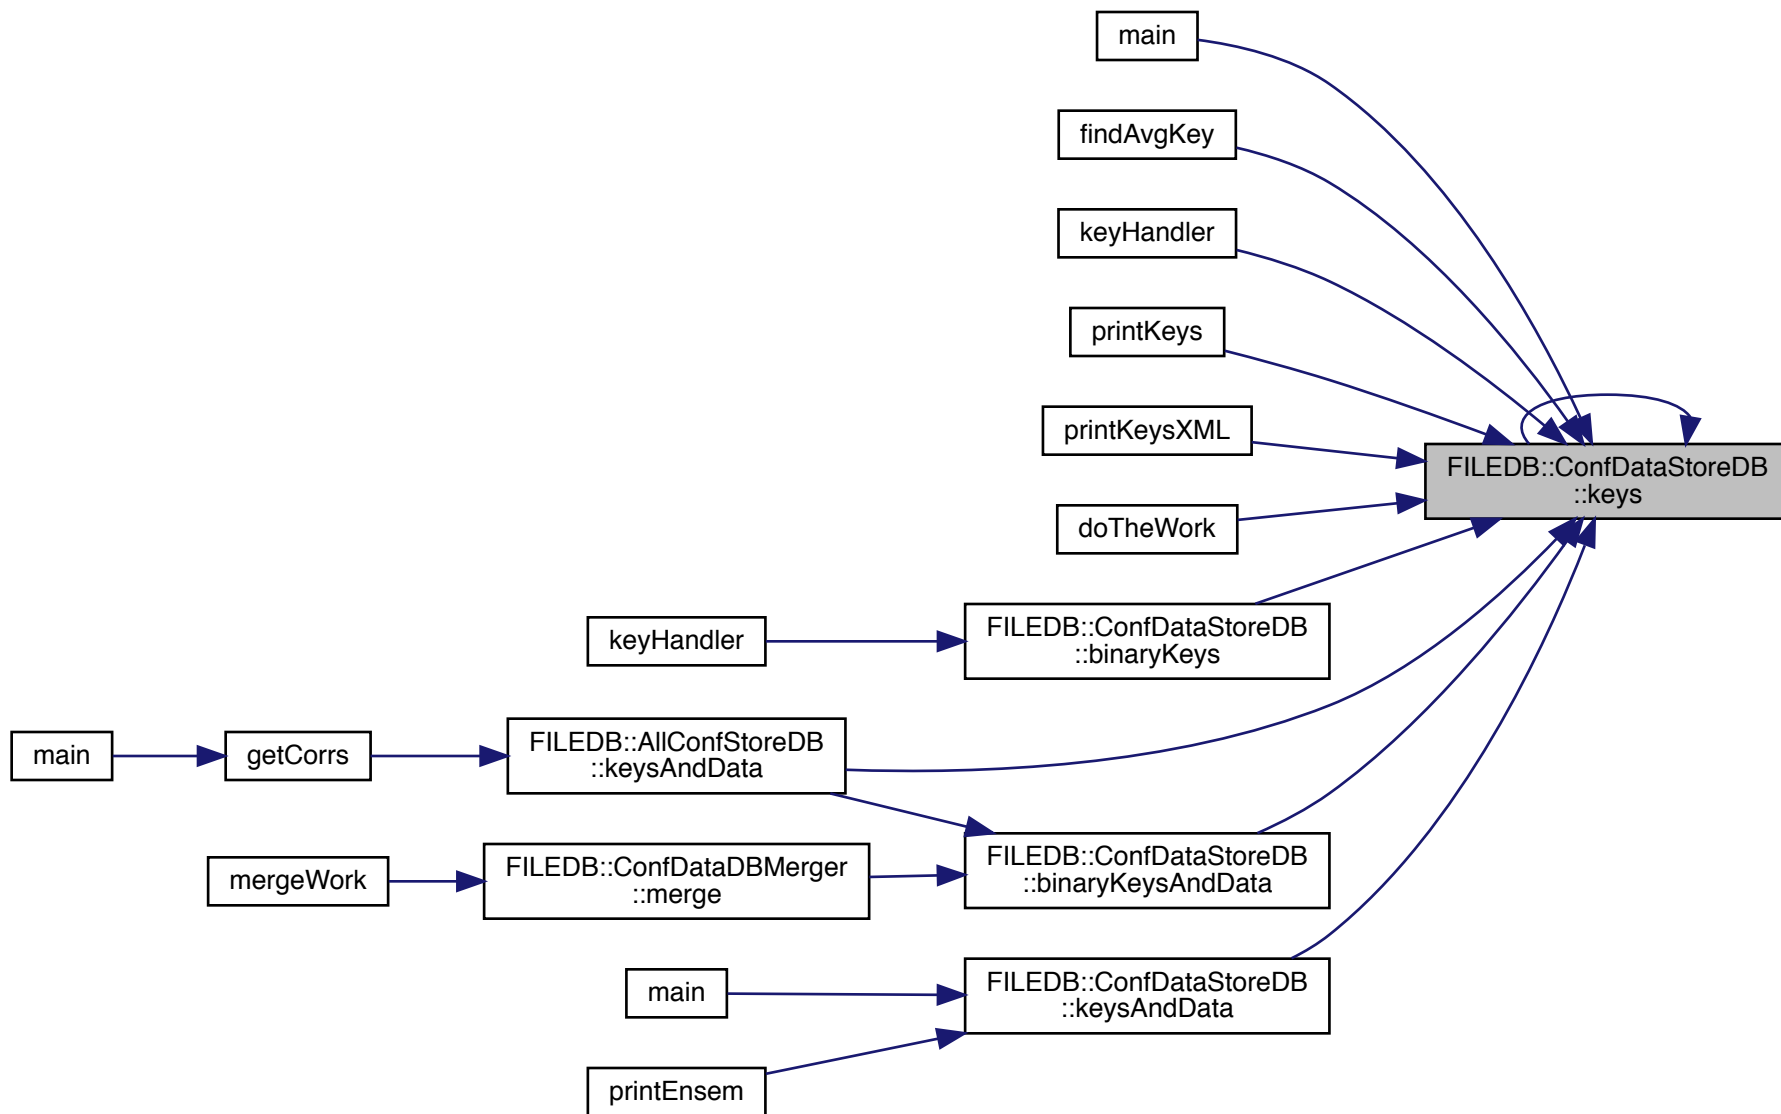 main
findAvgKey
keyHandler
printKeys
printKeysXML
FILEDB::ConfDataStoreDB
::keys
doTheWork
keyHandler
FILEDB::ConfDataStoreDB
::binaryKeys
main
getCorrs
FILEDB::AllConfStoreDB
::keysAndData
mergeWork
FILEDB::ConfDataDBMerger
::merge
FILEDB::ConfDataStoreDB
::binaryKeysAndData
main
FILEDB::ConfDataStoreDB
::keysAndData
printEnsem